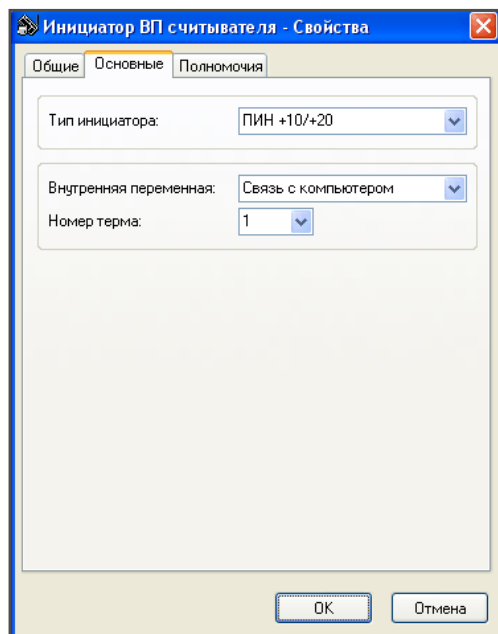 Инициатор ВП считывателя - Свойства
Общие Основные Полномочия
Тип инициатора: ПИН +10/+20
Внутренняя переменная: Связь с компьютером
Номер терма: 1
OK Отмена